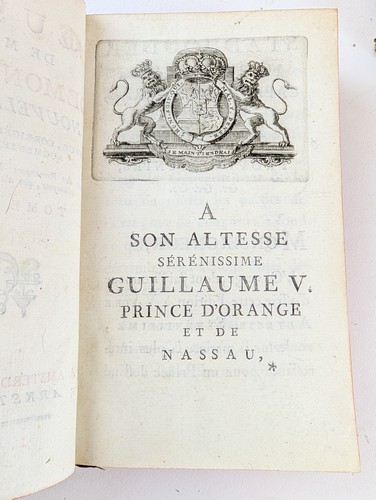 JE MAINTIENDRAI
A
SON ALTESSE
SÉRÉNISSIME
GUILLAUME V.
PRINCE D'ORANGE
ET DE
NASSAU,
*